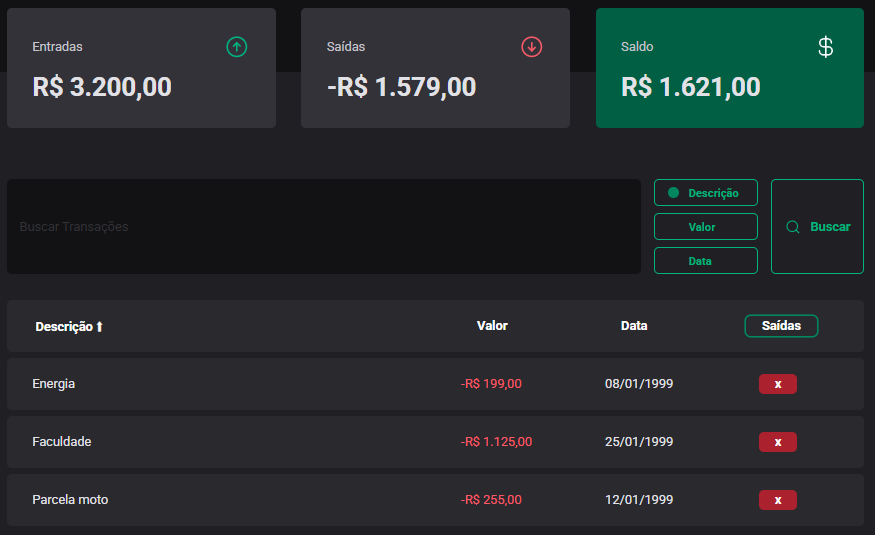 Entradas
R$ 3.200,00
Saídas
-R$ 1.579,00
Saldo
R$ 1.621,00
Buscar Transações
Descrição
Valor
Data
Buscar
Descrição Valor Data Saídas
Energia -R$ 199,00 08/01/1999 x
Faculdade -R$ 1.125,00 25/01/1999 x
Parcela moto -R$ 255,00 12/01/1999 x